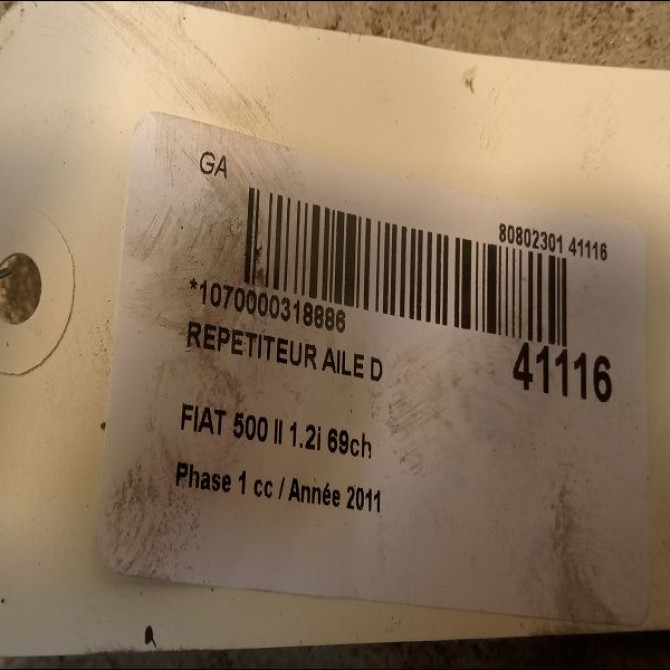 GA
80802301 41116
*1070000318886
REPETITEUR AILE D
41116
FIAT 500 II 1.2i 69ch
Phase 1 cc / Année 2011